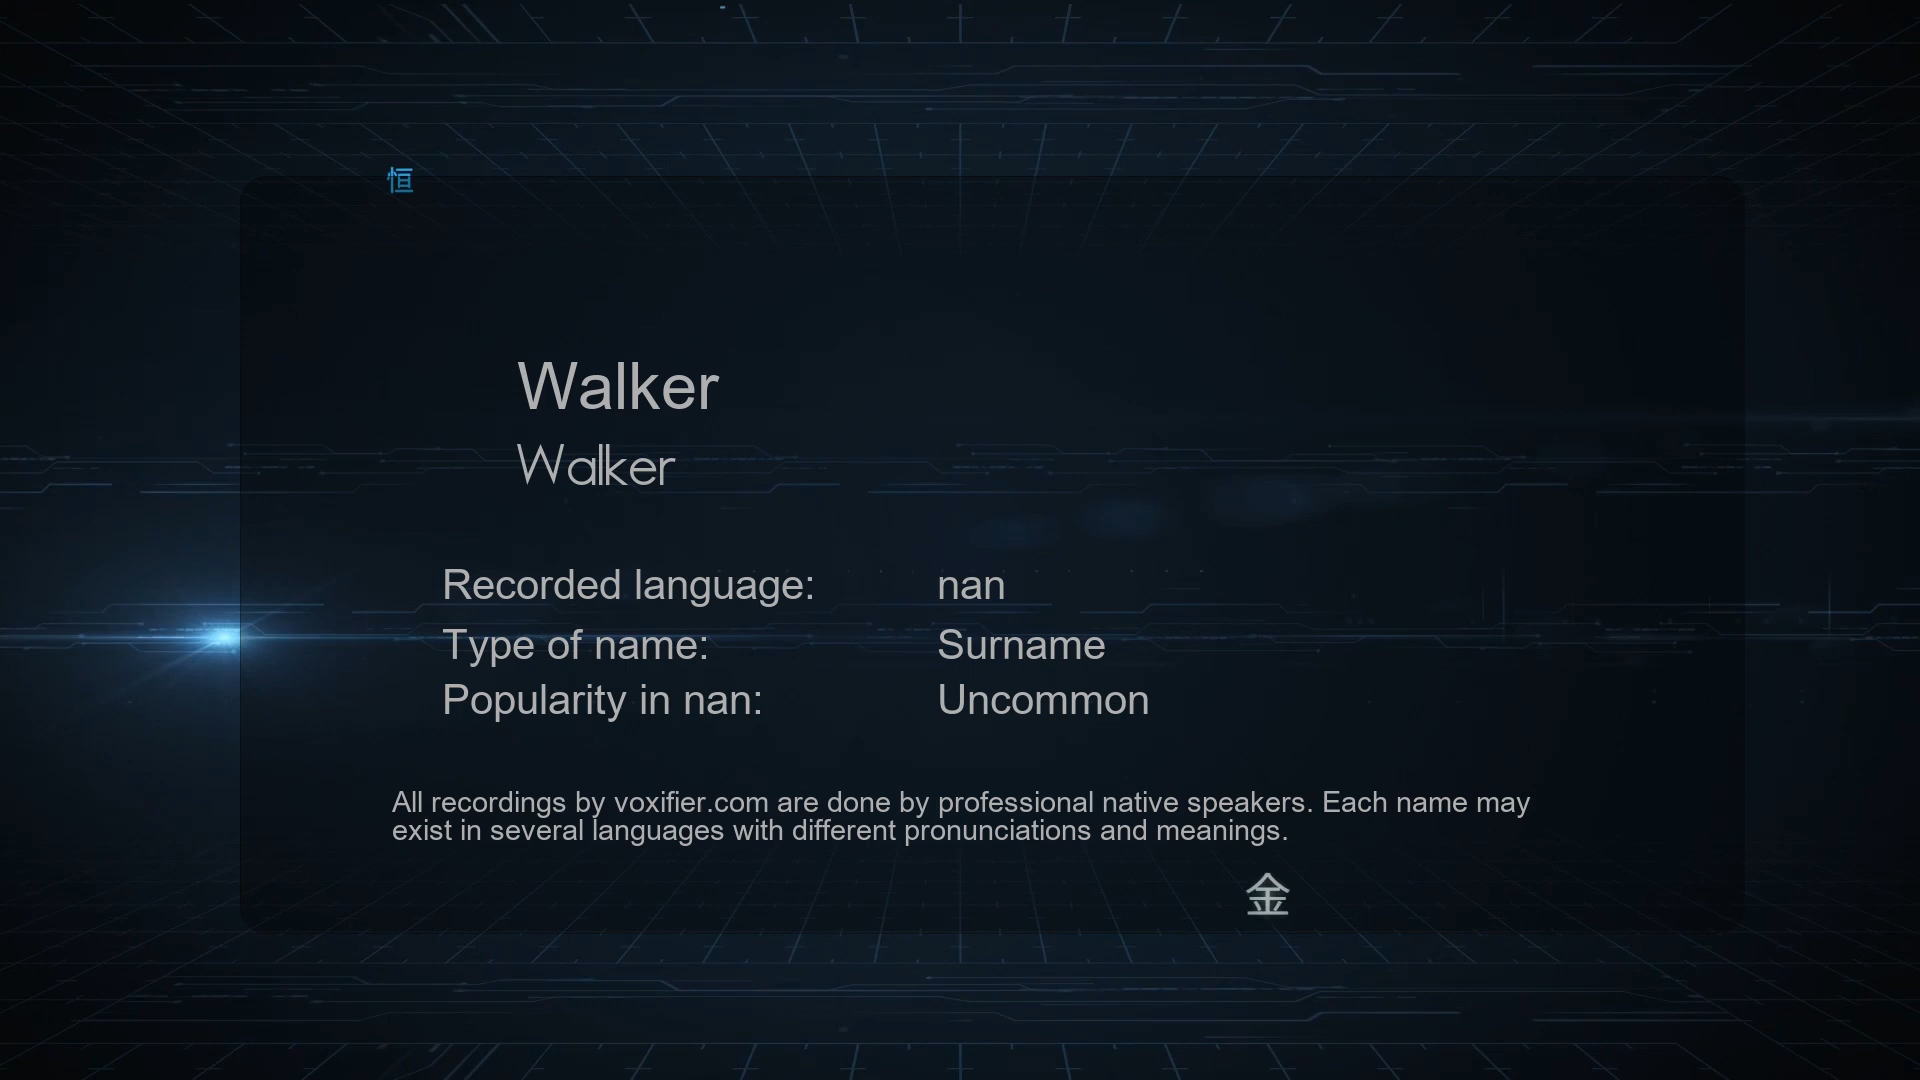 恒
Walker
Walker
Recorded language: nan
Type of name: Surname
Popularity in nan: Uncommon
All recordings by voxifier.com are done by professional native speakers. Each name may
exist in several languages with different pronunciations and meanings.
金